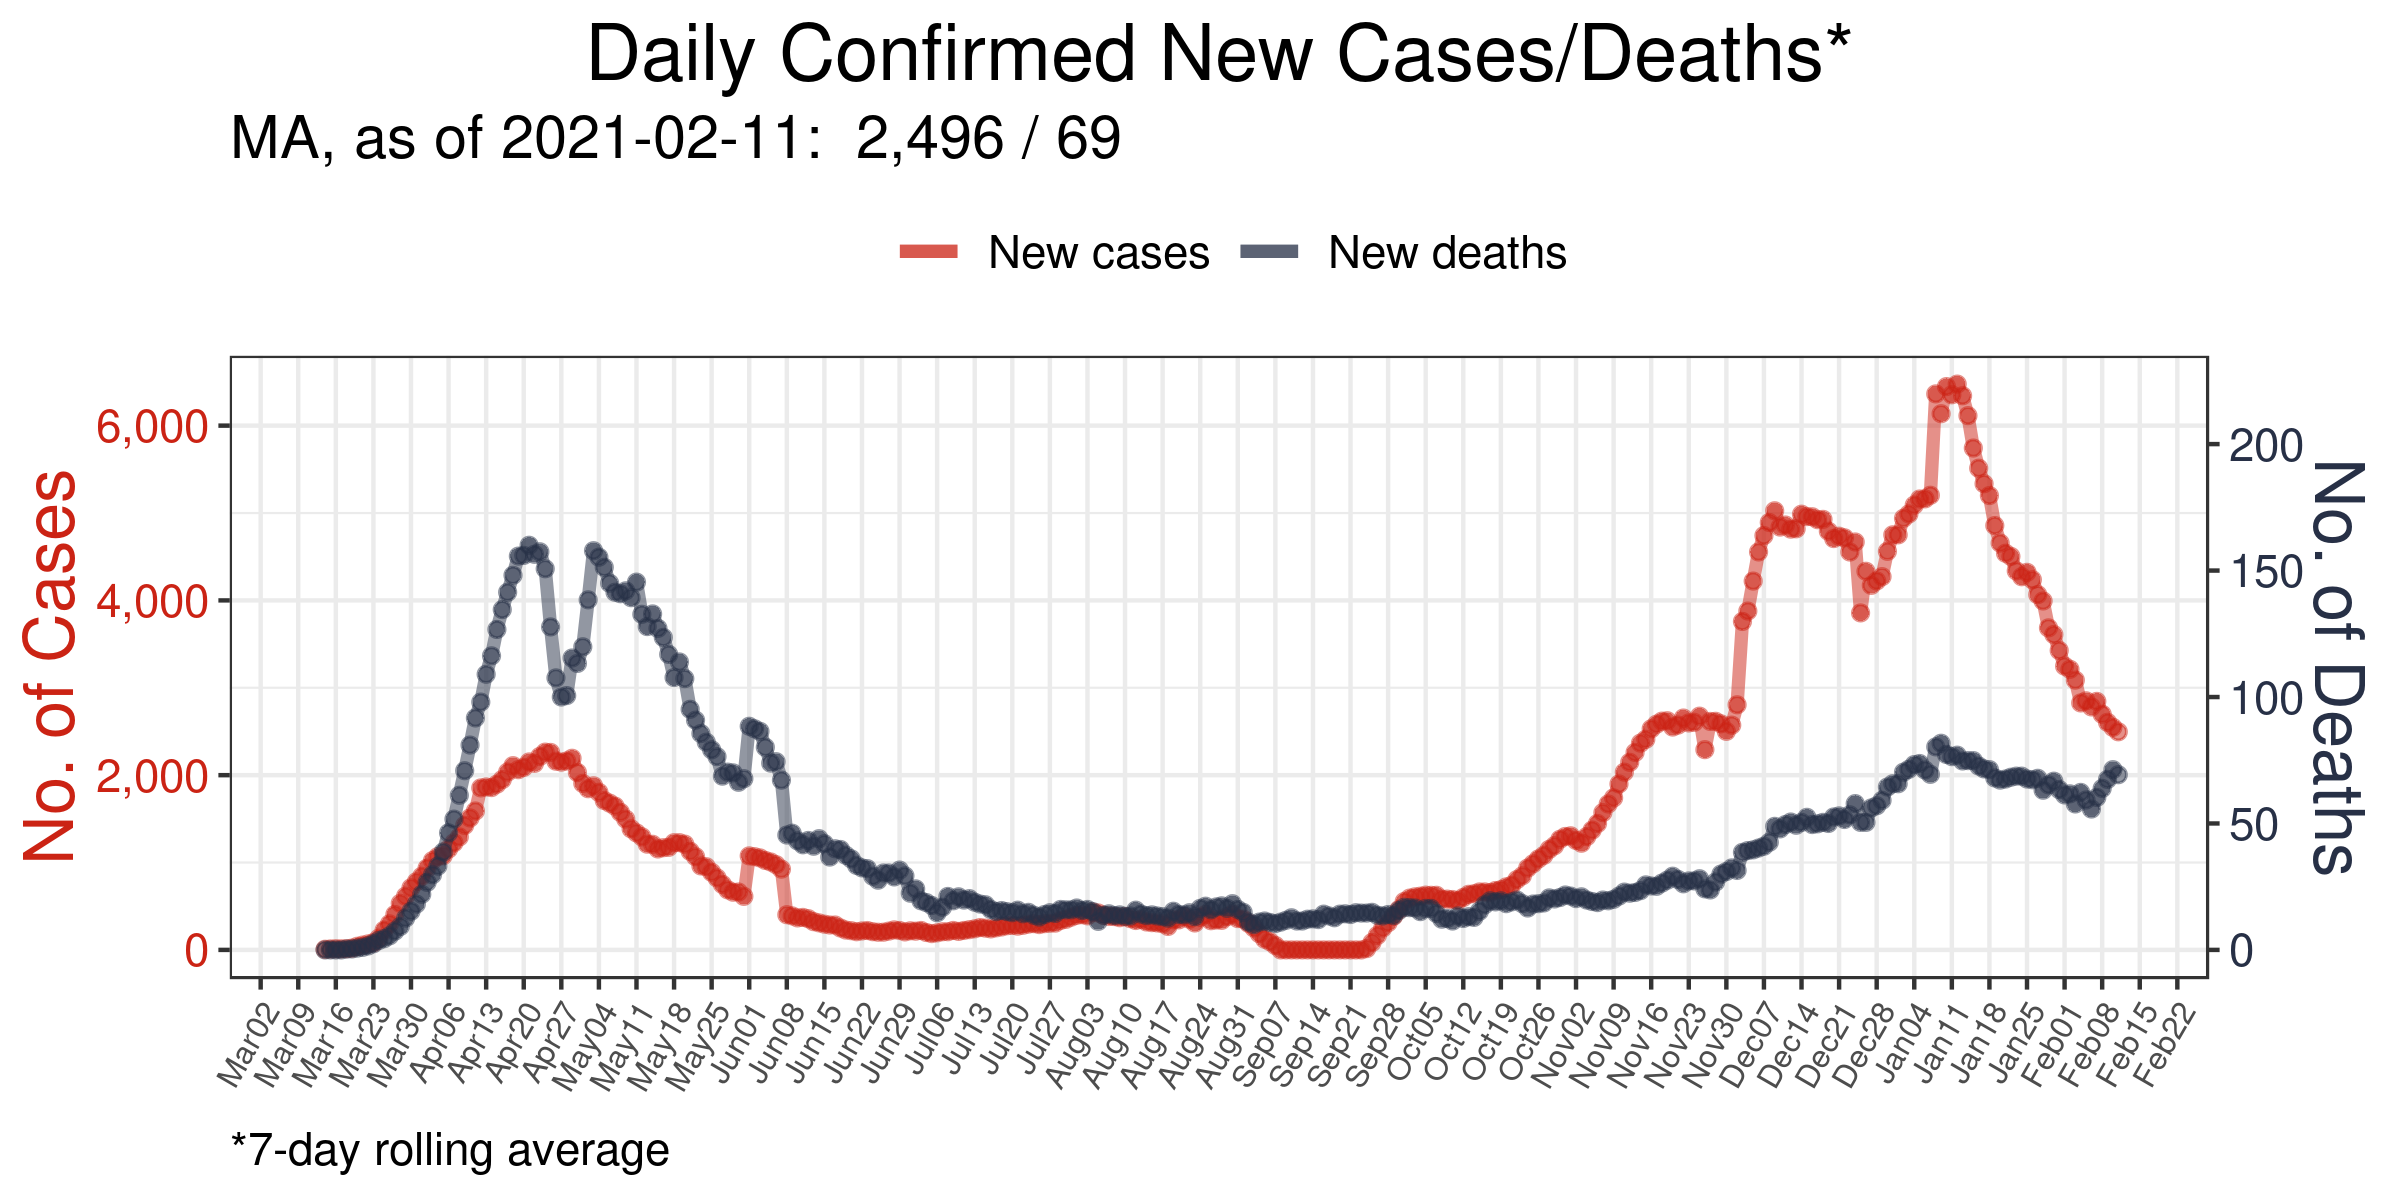 Daily Confirmed New Cases/Deaths*
MA, as of 2021-02-11:  2,496 / 69
New cases
New deaths
No. of Cases
6,000
4,000
2,000
0
200
150
100
50
0
No. of Deaths
Mar02
Mar09
Mar16
Mar23
Mar30
Apr06
Apr13
Apr20
Apr27
May04
May11
May18
May25
Jun01
Jun08
Jun15
Jun22
Jun29
Jul06
Jul13
Jul20
Jul27
Aug03
Aug10
Aug17
Aug24
Aug31
Sep07
Sep14
Sep21
Sep28
Oct05
Oct12
Oct19
Oct26
Nov02
Nov09
Nov16
Nov23
Nov30
Dec07
Dec14
Dec21
Dec28
Jan04
Jan11
Jan18
Jan25
Feb01
Feb08
Feb15
Feb22
*7-day rolling average